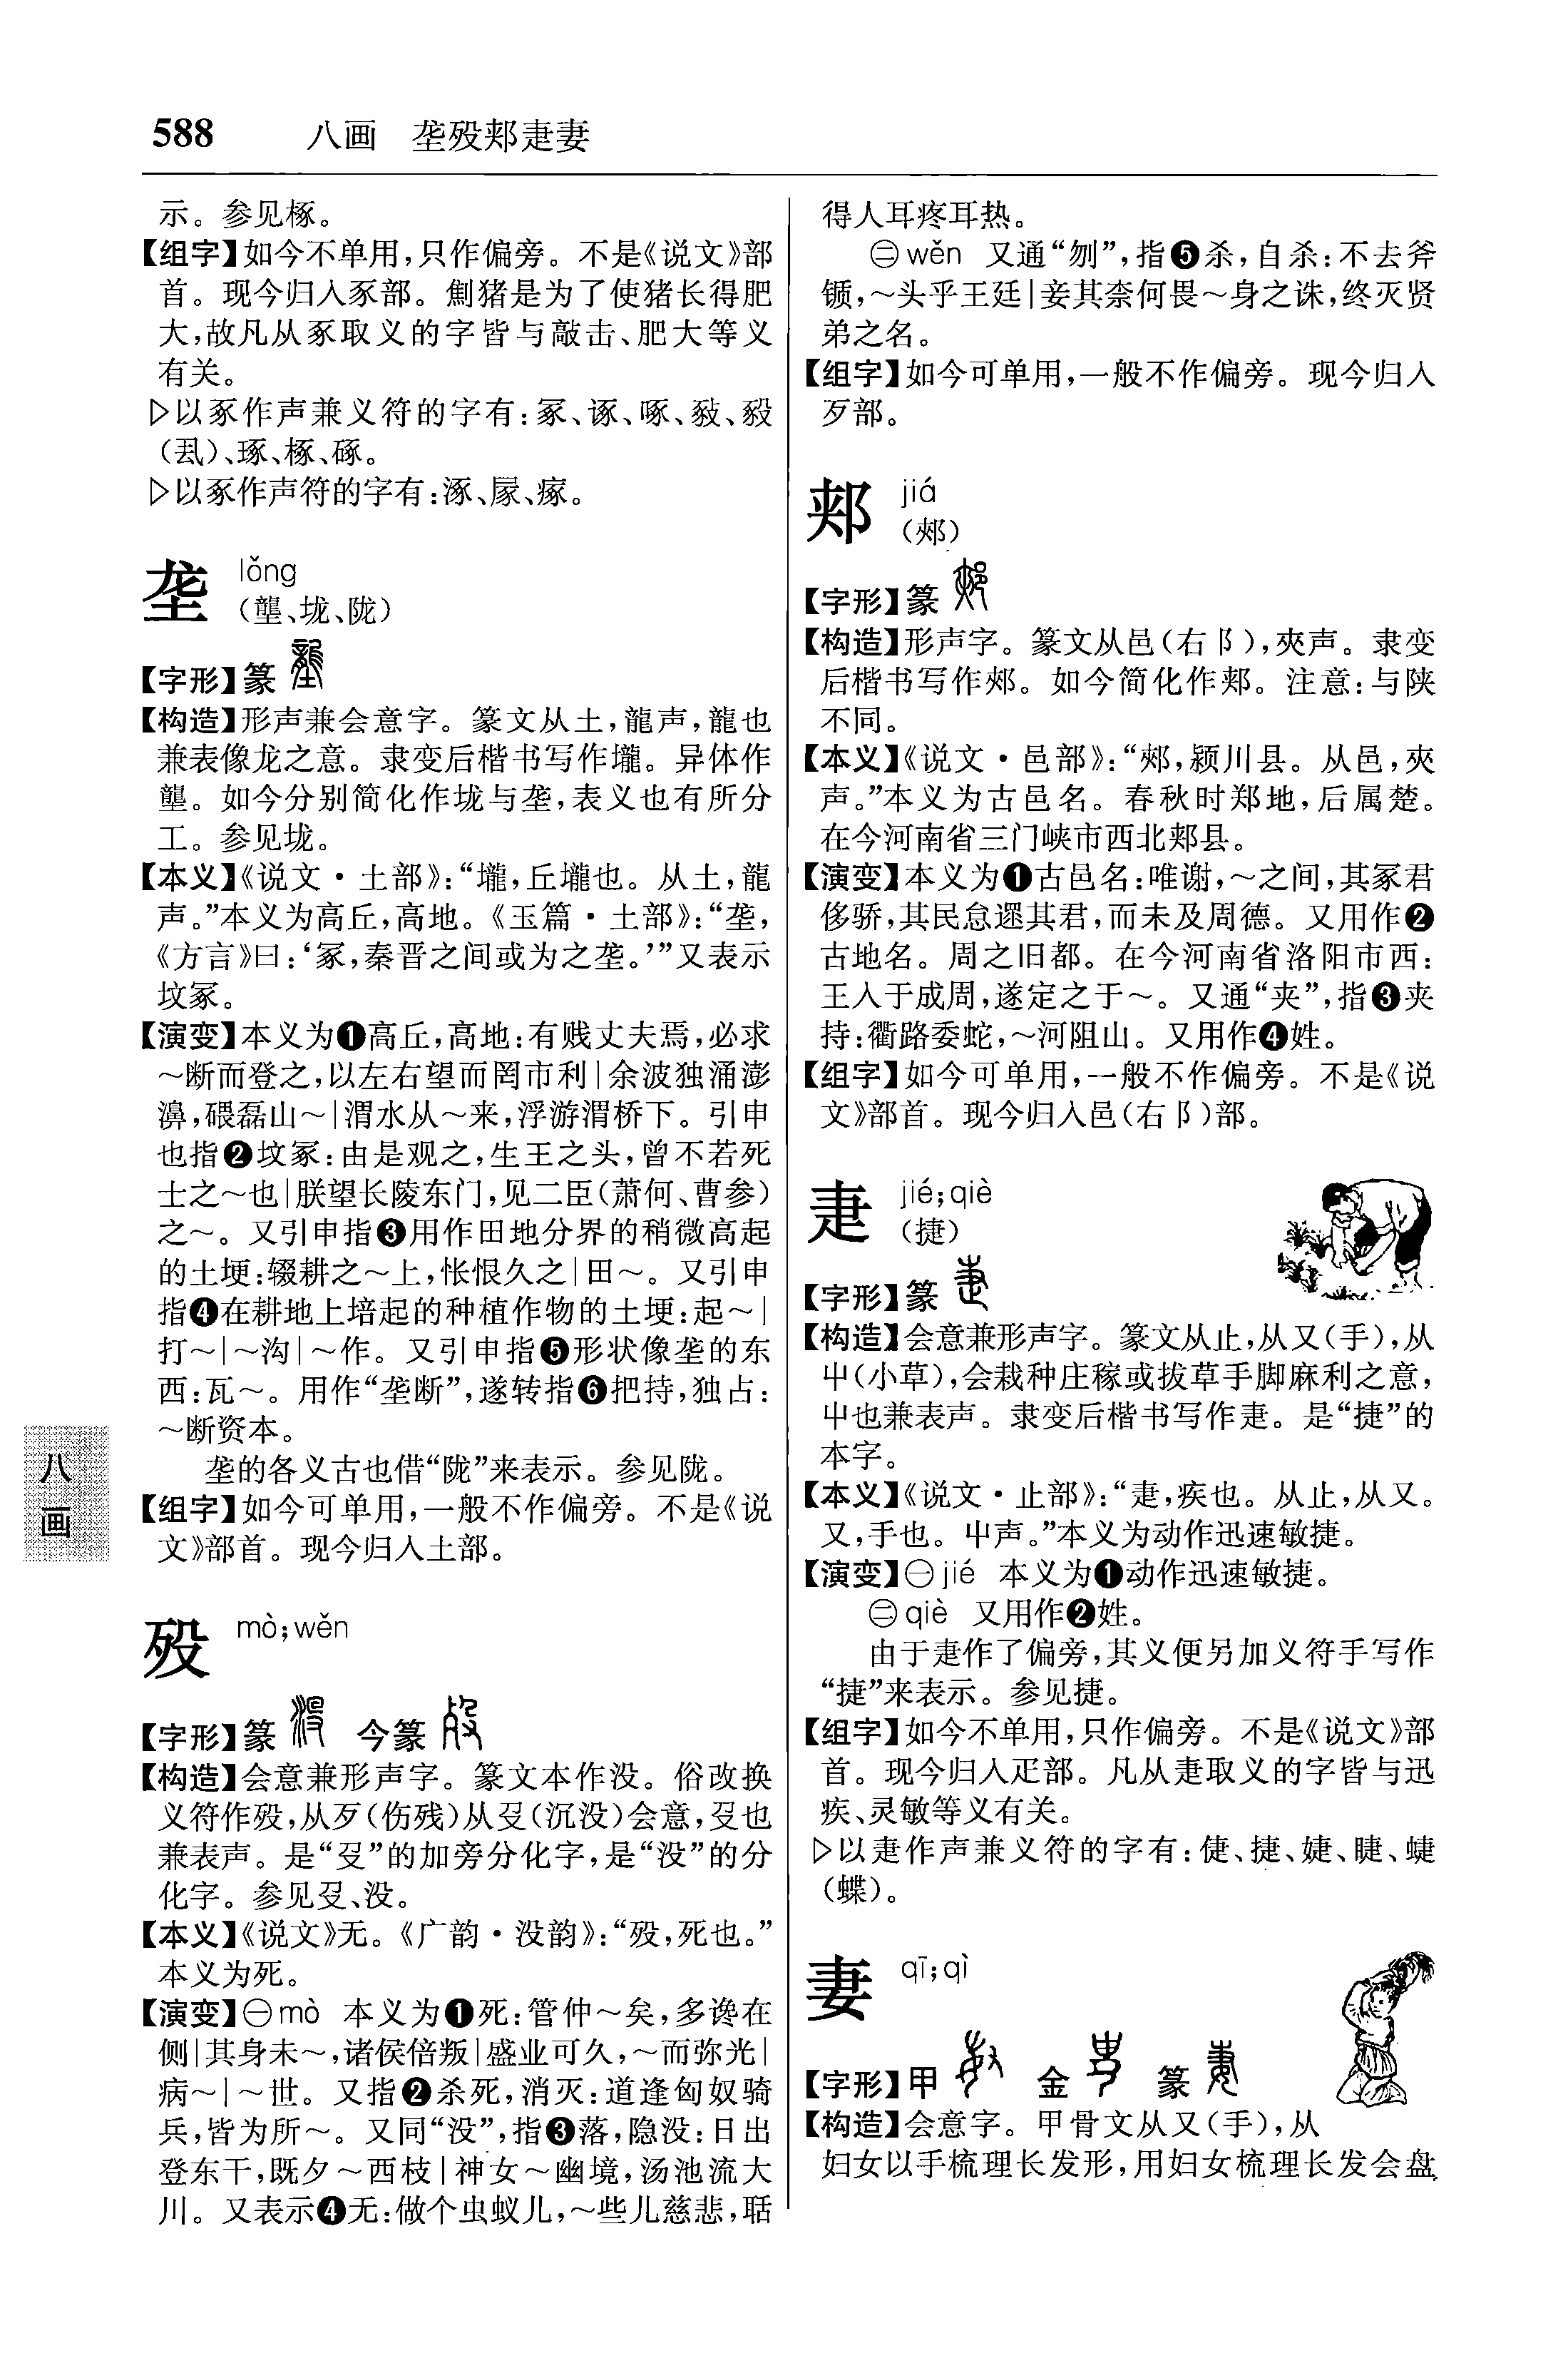 588 八画 垄殁郏疌妻
示。参见椓。
【组字】如今不单用,只作偏旁。不是《说文》部
首。现今归入豕部。劁猪是为了使猪长得肥
大,故凡从豖取义的字皆与敲击、肥大等义
有关。
▷以豖作声兼义符的字有:冢、诼、啄、𣪠、毅
(厾)、琢、椓、硺。
▷以豖作声符的字有:涿、㞘、瘃。
垄 lǒng
(壟、垅、陇)
【字形】篆
【构造】形声兼会意字。篆文从土,龍声,龍也
兼表像龙之意。隶变后楷书写作壠。异体作
壟。如今分别简化作垅与垄,表义也有所分
工。参见垅。
【本义】《说文·土部》:“壠,丘壠也。从土,龍
声。”本义为高丘,高地。《玉篇·土部》:“垄,
《方言》曰:‘冢,秦晋之间或为之垄。’”又表示
坟冢。
【演变】本义为❶高丘,高地:有贱丈夫焉,必求
～断而登之,以左右望而罔市利|余波独涌澎
濞,碨磊山～|渭水从～来,浮游渭桥下。引申
也指❷坟冢:由是观之,生王之头,曾不若死
士之～也|朕望长陵东门,见二臣(萧何、曹参)
之～。又引申指❸用作田地分界的稍微高起
的土埂:辍耕之～上,怅恨久之|田～。又引申
指❹在耕地上培起的种植作物的土埂:起～|
打～|～沟|～作。又引申指❺形状像垄的东
西:瓦～。用作“垄断”,遂转指❻把持,独占:
～断资本。
垄的各义古也借“陇”来表示。参见陇。
【组字】如今可单用,一般不作偏旁。不是《说
文》部首。现今归入土部。
八
画
殁 mò;wěn
【字形】篆 今篆
【构造】会意兼形声字。篆文本作没。俗改换
义符作殁,从歹(伤残)从殳(沉没)会意,殳也
兼表声。是“殳”的加旁分化字,是“没”的分
化字。参见殳、没。
【本义】《说文》无。《广韵·没韵》:“殁,死也。”
本义为死。
【演变】㊀mò 本义为❶死:管仲～矣,多谗在
侧|其身未～,诸侯倍叛|盛业可久,～而弥光|
病～|～世。又指❷杀死,消灭:道逢匈奴骑
兵,皆为所～。又同“没”,指❸落,隐没:日出
登东干,既夕～西枝|神女～幽境,汤池流大
川。又表示❹无:做个虫蚁儿,～些儿慈悲,聒
得人耳疼耳热。
㊁wěn 又通“刎”,指❺杀,自杀:不去斧
锧,～头乎王廷|妾其奈何畏～身之诛,终灭贤
弟之名。
【组字】如今可单用,一般不作偏旁。现今归入
歹部。
郏 jiá
(郟)
【字形】篆
【构造】形声字。篆文从邑(右阝),夾声。隶变
后楷书写作郟。如今简化作郏。注意:与陕
不同。
【本义】《说文·邑部》:“郟,颍川县。从邑,夾
声。”本义为古邑名。春秋时郑地,后属楚。
在今河南省三门峡市西北郏县。
【演变】本义为❶古邑名:唯谢,～之间,其冢君
侈骄,其民怠遝其君,而未及周德。又用作❷
古地名。周之旧都。在今河南省洛阳市西:
王入于成周,遂定之于～。又通“夹”,指❸夹
持:衢路委蛇,～河阻山。又用作❹姓。
【组字】如今可单用,一般不作偏旁。不是《说
文》部首。现今归入邑(右阝)部。
疌 jié;qiè
(捷)
【字形】篆
【构造】会意兼形声字。篆文从止,从又(手),从
屮(小草),会栽种庄稼或拔草手脚麻利之意,
屮也兼表声。隶变后楷书写作疌。是“捷”的
本字。
【本义】《说文·止部》:“疌,疾也。从止,从又。
又,手也。屮声。”本义为动作迅速敏捷。
【演变】㊀jié 本义为❶动作迅速敏捷。
㊁qiè 又用作❷姓。
由于疌作了偏旁,其义便另加义符手写作
“捷”来表示。参见捷。
【组字】如今不单用,只作偏旁。不是《说文》部
首。现今归入疋部。凡从疌取义的字皆与迅
疾、灵敏等义有关。
▷以疌作声兼义符的字有:倢、捷、婕、睫、蜨
(蝶)。
妻 qī;qì
【字形】甲 金 篆
【构造】会意字。甲骨文从又(手),从
妇女以手梳理长发形,用妇女梳理长发会盘